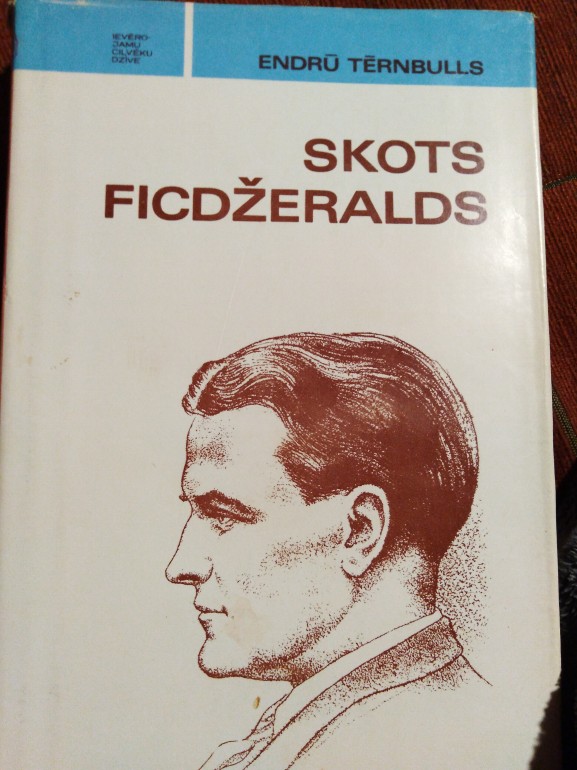 IEVĒRO-
JAMU
CILVĒKU
DZĪVE
ENDRŪ TĒRNBULLS
SKOTS
FICDŽERALDS